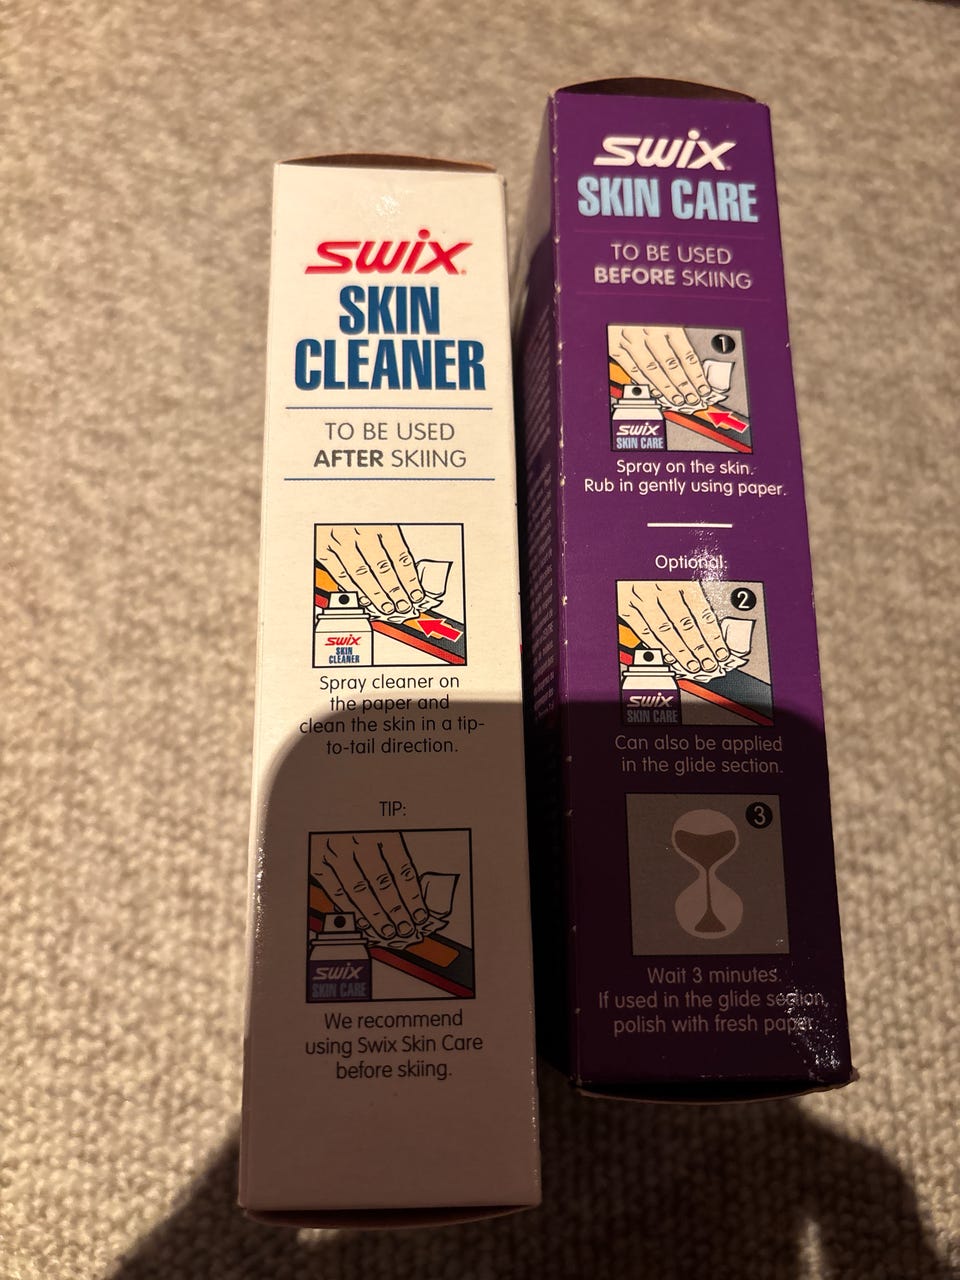 swix
SKIN
CLEANER
TO BE USED
AFTER SKIING
swix
SKIN
CLEANER
Spray cleaner on
the paper and
clean the skin in a tip-
to-tail direction.
TIP:
swix
SKIN CARE
We recommend
using Swix Skin Care
before skiing.
swix
SKIN CARE
TO BE USED
BEFORE SKIING
1
swix
SKIN CARE
Spray on the skin.
Rub in gently using paper.
Optional:
2
swix
SKIN CARE
Can also be applied
in the glide section.
3
Wait 3 minutes.
If used in the glide section,
polish with fresh paper.